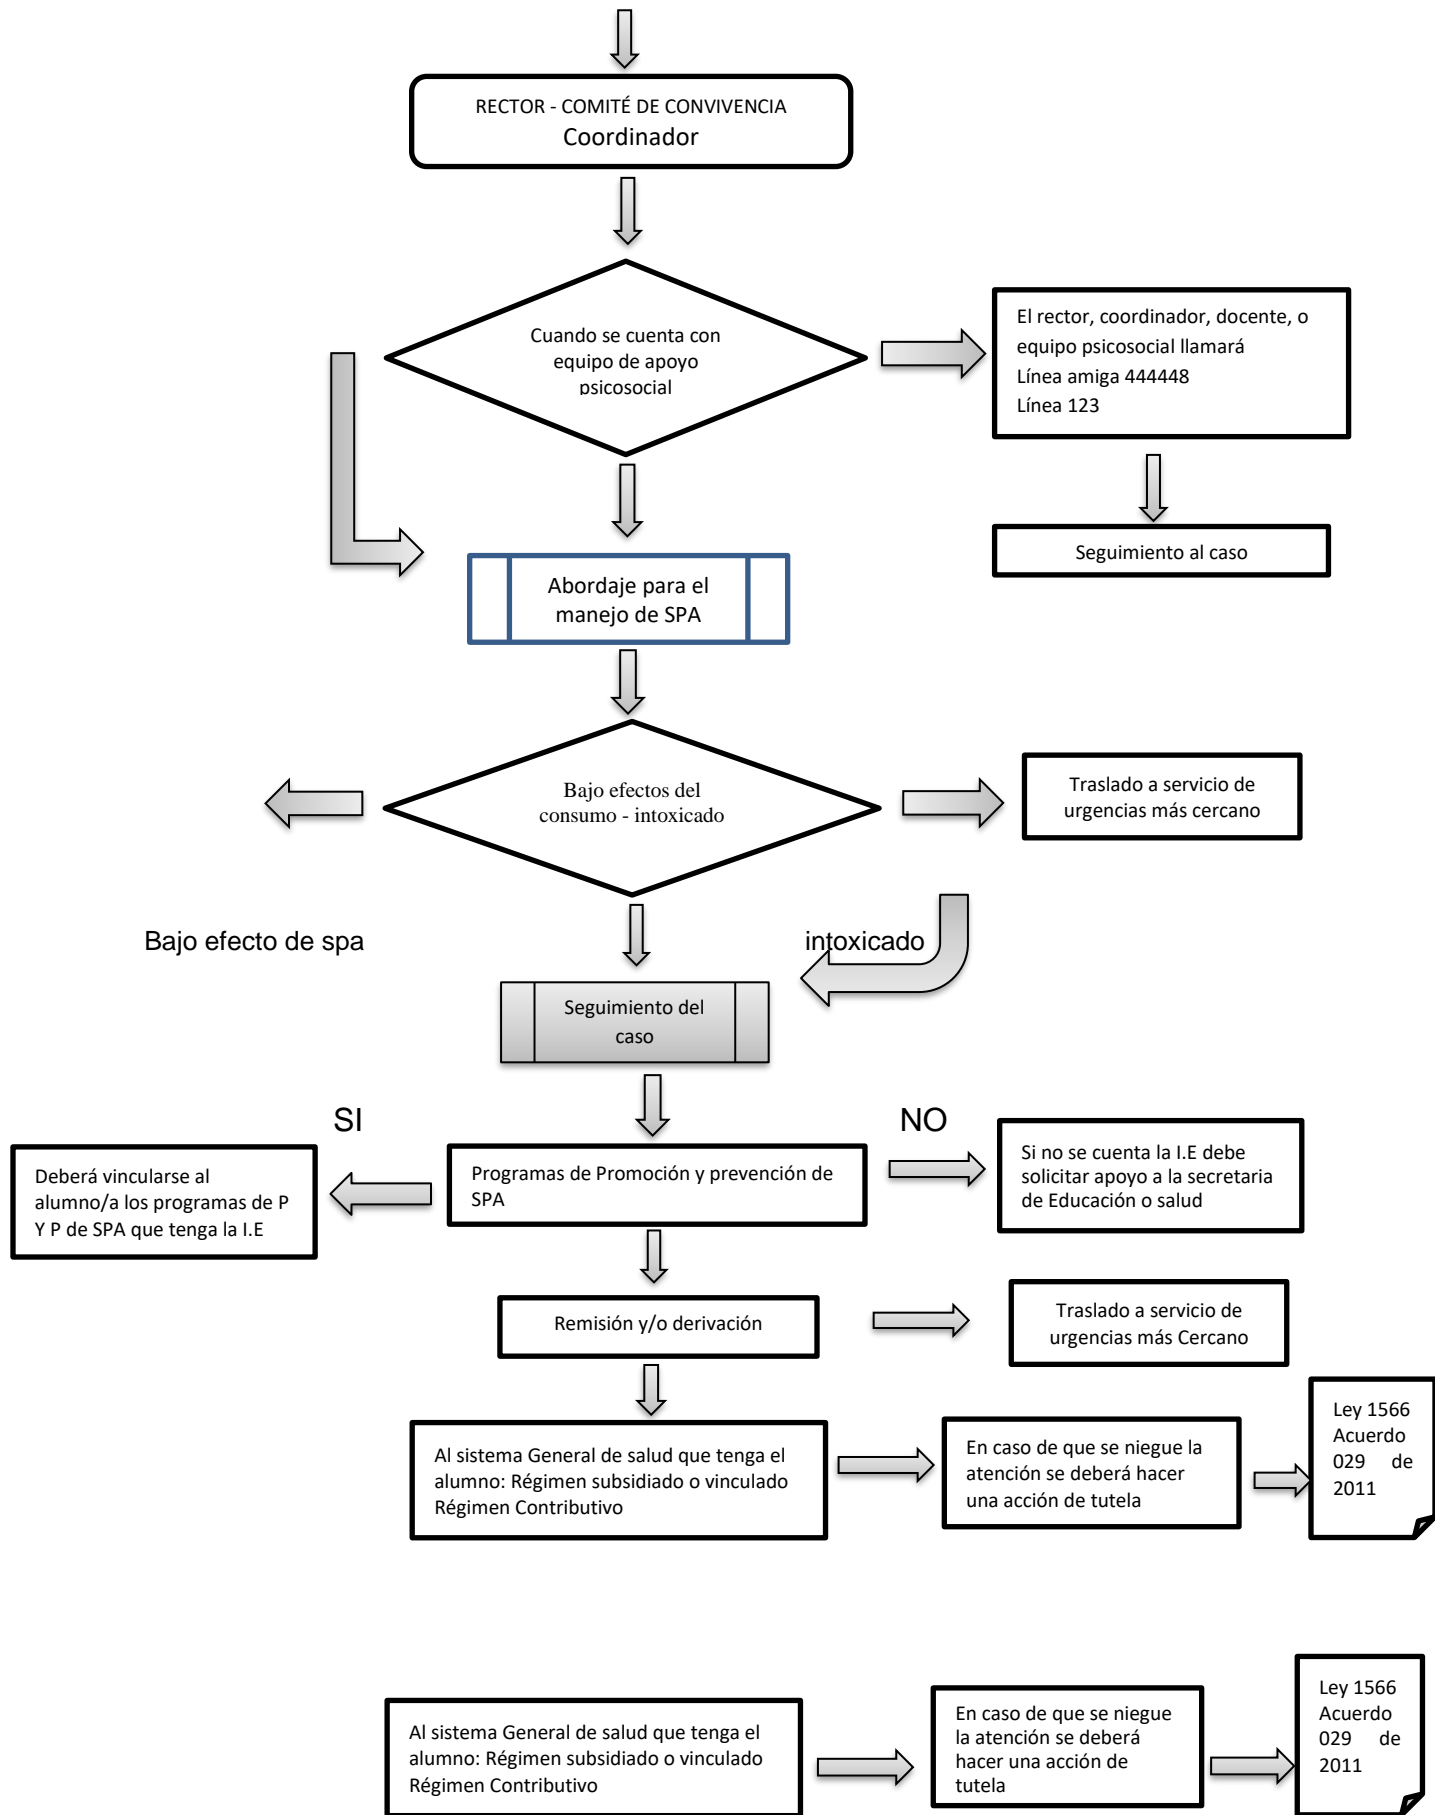 RECTOR - COMITÉ DE CONVIVENCIA
Coordinador
Cuando se cuenta con
equipo de apoyo
psicosocial
El rector, coordinador, docente, o
equipo psicosocial llamará
Línea amiga 444448
Línea 123
Seguimiento al caso
Abordaje para el
manejo de SPA
Bajo efectos del
consumo - intoxicado
Traslado a servicio de
urgencias más cercano
Bajo efecto de spa
intoxicado
Seguimiento del
caso
SI
NO
Deberá vincularse al
alumno/a los programas de P
Y P de SPA que tenga la I.E
Programas de Promoción y prevención de
SPA
Si no se cuenta la I.E debe
solicitar apoyo a la secretaria
de Educación o salud
Remisión y/o derivación
Traslado a servicio de
urgencias más Cercano
Al sistema General de salud que tenga el
alumno: Régimen subsidiado o vinculado
Régimen Contributivo
En caso de que se niegue la
atención se deberá hacer
una acción de tutela
Ley 1566
Acuerdo
029 de
2011
Al sistema General de salud que tenga el
alumno: Régimen subsidiado o vinculado
Régimen Contributivo
En caso de que se niegue
la atención se deberá
hacer una acción de
tutela
Ley 1566
Acuerdo
029 de
2011